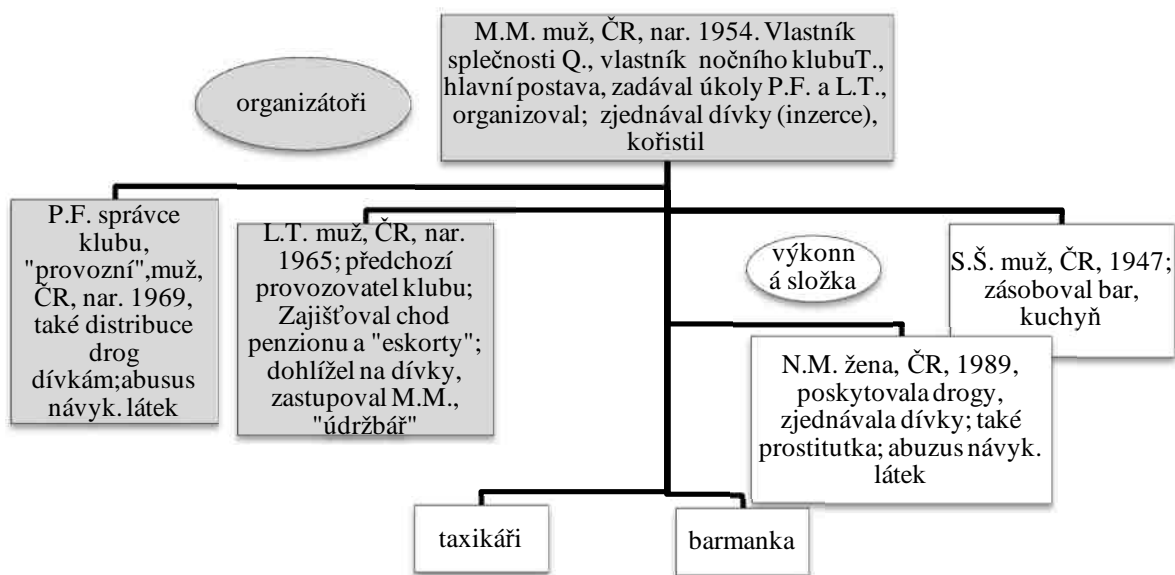 M.M. muž, ČR, nar. 1954. Vlastník
splečnosti Q., vlastník nočního klubuT.,
hlavní postava, zadával úkoly P.F. a L.T.,
organizoval; zjednával dívky (inzerce),
kořistil
organizátoři
P.F. správce
klubu,
"provozní",muž,
ČR, nar. 1969,
také distribuce
drog
dívkám;abusus
návyk. látek
L.T. muž, ČR, nar.
1965; předchozí
provozovatel klubu;
Zajišťoval chod
penzionu a "eskorty";
dohlížel na dívky,
zastupoval M.M.,
"údržbář"
výkonn
á složka
S.Š. muž, ČR, 1947;
zásoboval bar,
kuchyň
N.M. žena, ČR, 1989,
poskytovala drogy,
zjednávala dívky; také
prostitutka; abuzus návyk.
látek
taxikáři
barmanka